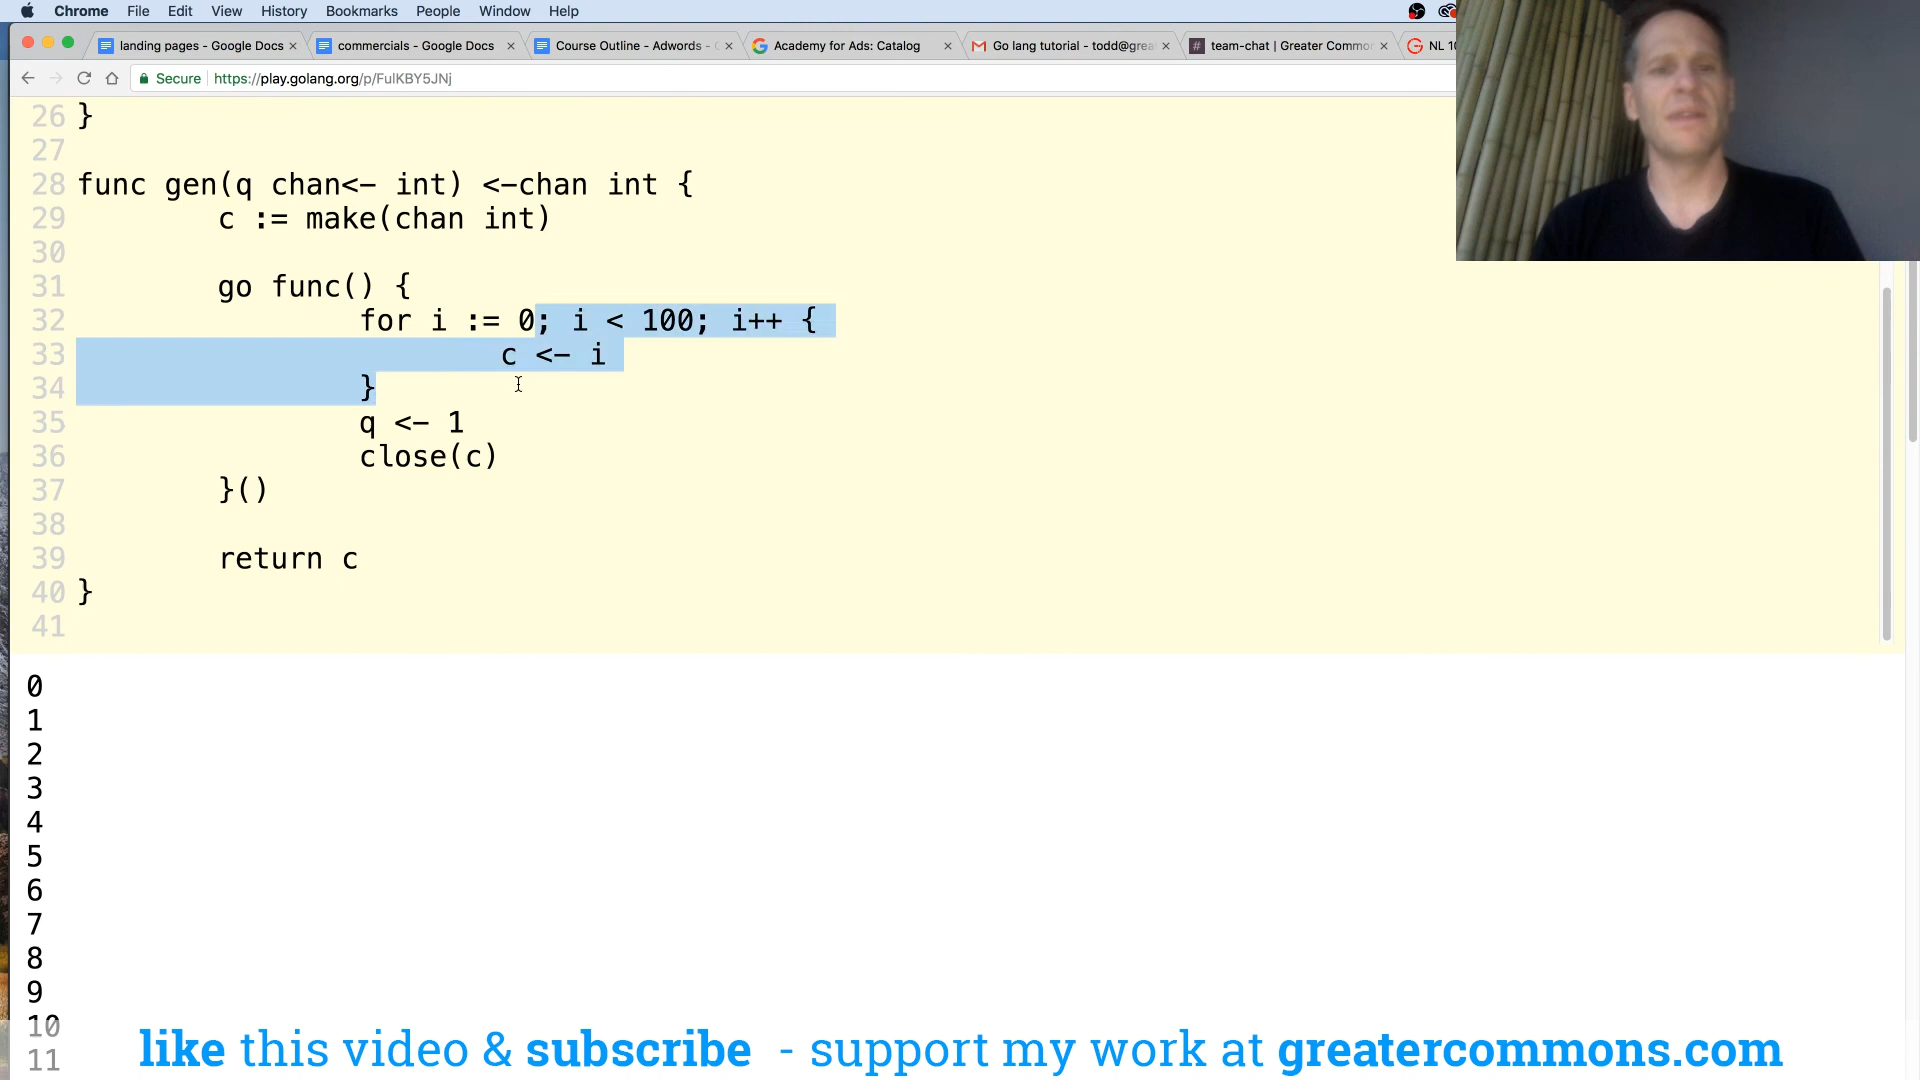 Chrome File Edit View History Bookmarks People Window Help
landing pages - Google Docs commercials - Google Docs Course Outline - Adwords - G Academy for Ads: Catalog Go lang tutorial - todd@grea team-chat | Greater Commo NL 10
Secure https://play.golang.org/p/FulKBY5JNj
26 }
27
28 func gen(q chan<- int) <-chan int {
29 c := make(chan int)
30
31 go func() {
32 for i := 0; i < 100; i++ {
33 c <- i
34 }
35 q <- 1
36 close(c)
37 }()
38
39 return c
40 }
41
0
1
2
3
4
5
6
7
8
9
10
11
like this video & subscribe - support my work at greatercommons.com